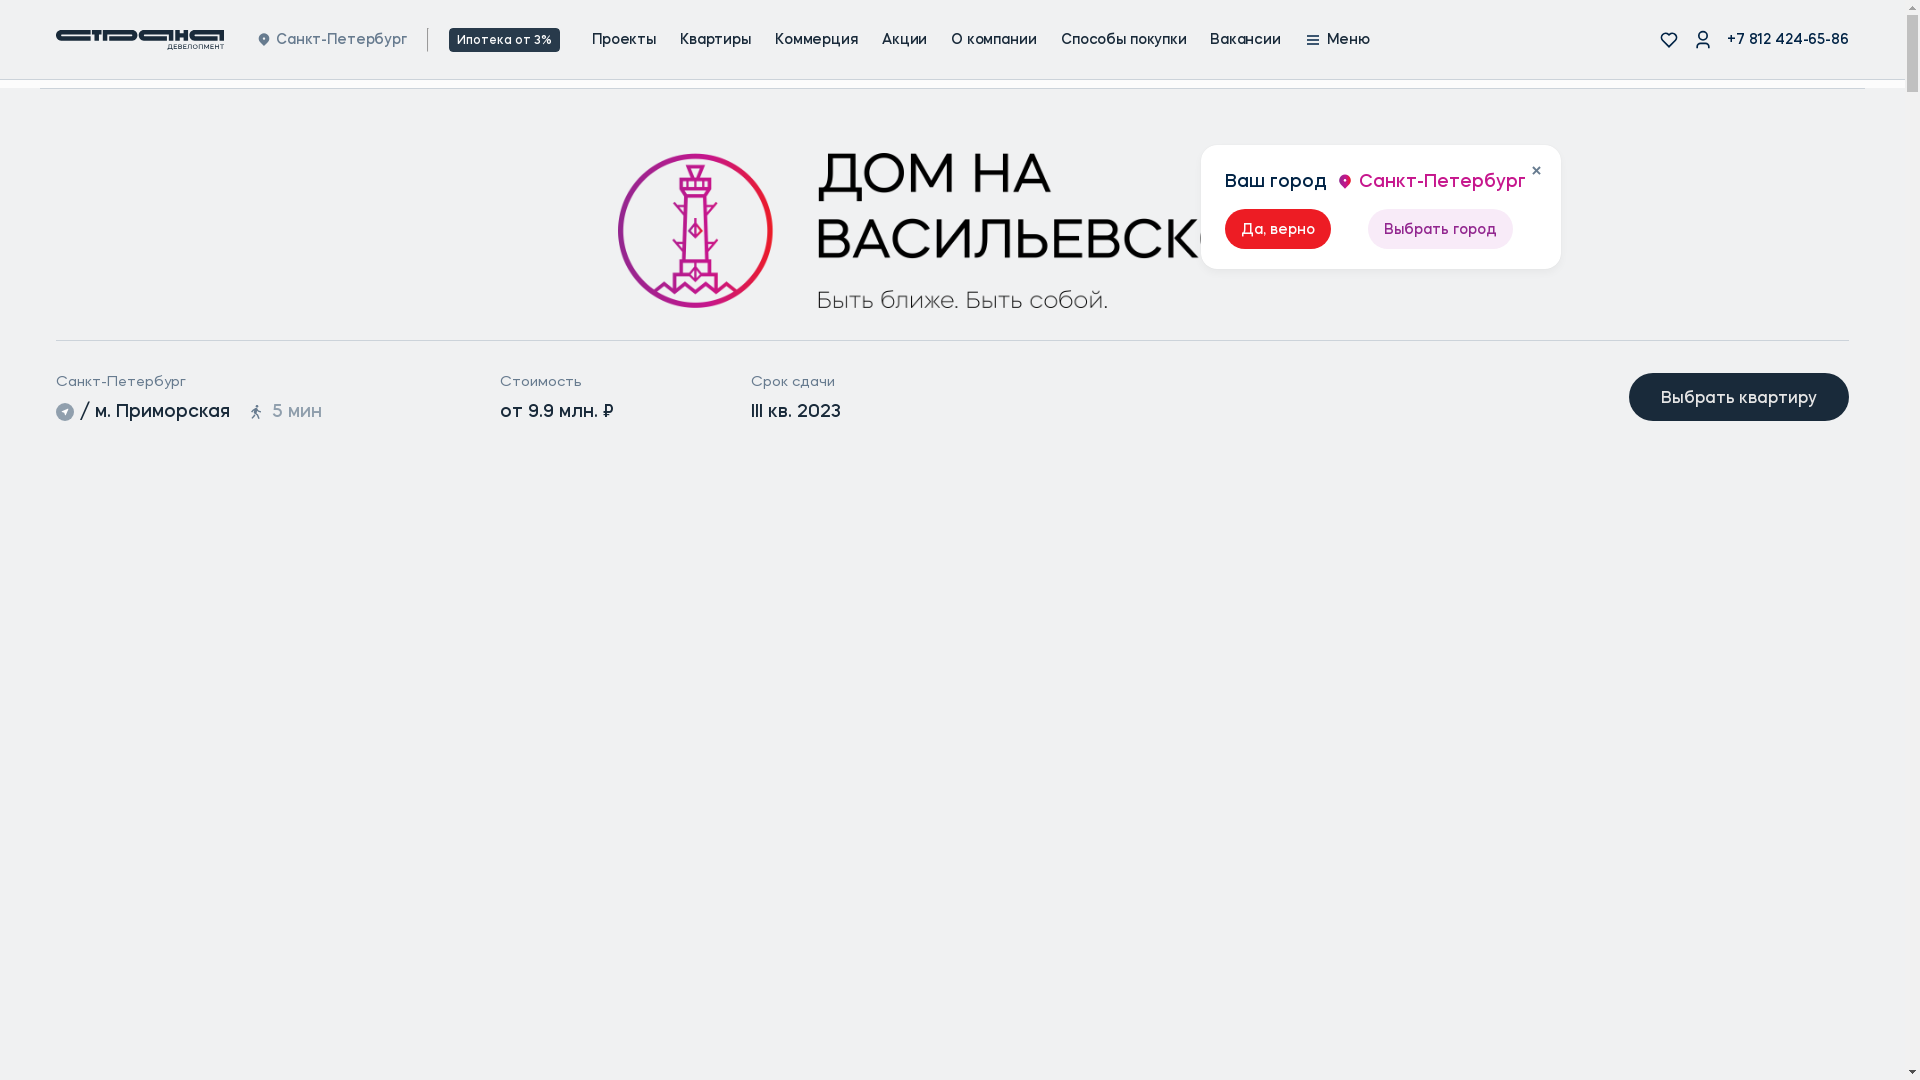 страна
ДЕВЕЛОПМЕНТ
Санкт-Петербург
Ипотека от 3%
Проекты
Квартиры
Коммерция
Акции
О компании
Способы покупки
Вакансии
Меню
+7 812 424-65-86
ДОМ НА
ВАСИЛЬЕВСК
Быть ближе. Быть собой.
Ваш город
Санкт-Петербург
Да, верно
Выбрать город
Санкт-Петербург
/ м. Приморская
5 мин
Стоимость
от 9.9 млн. ₽
Срок сдачи
III кв. 2023
Выбрать квартиру